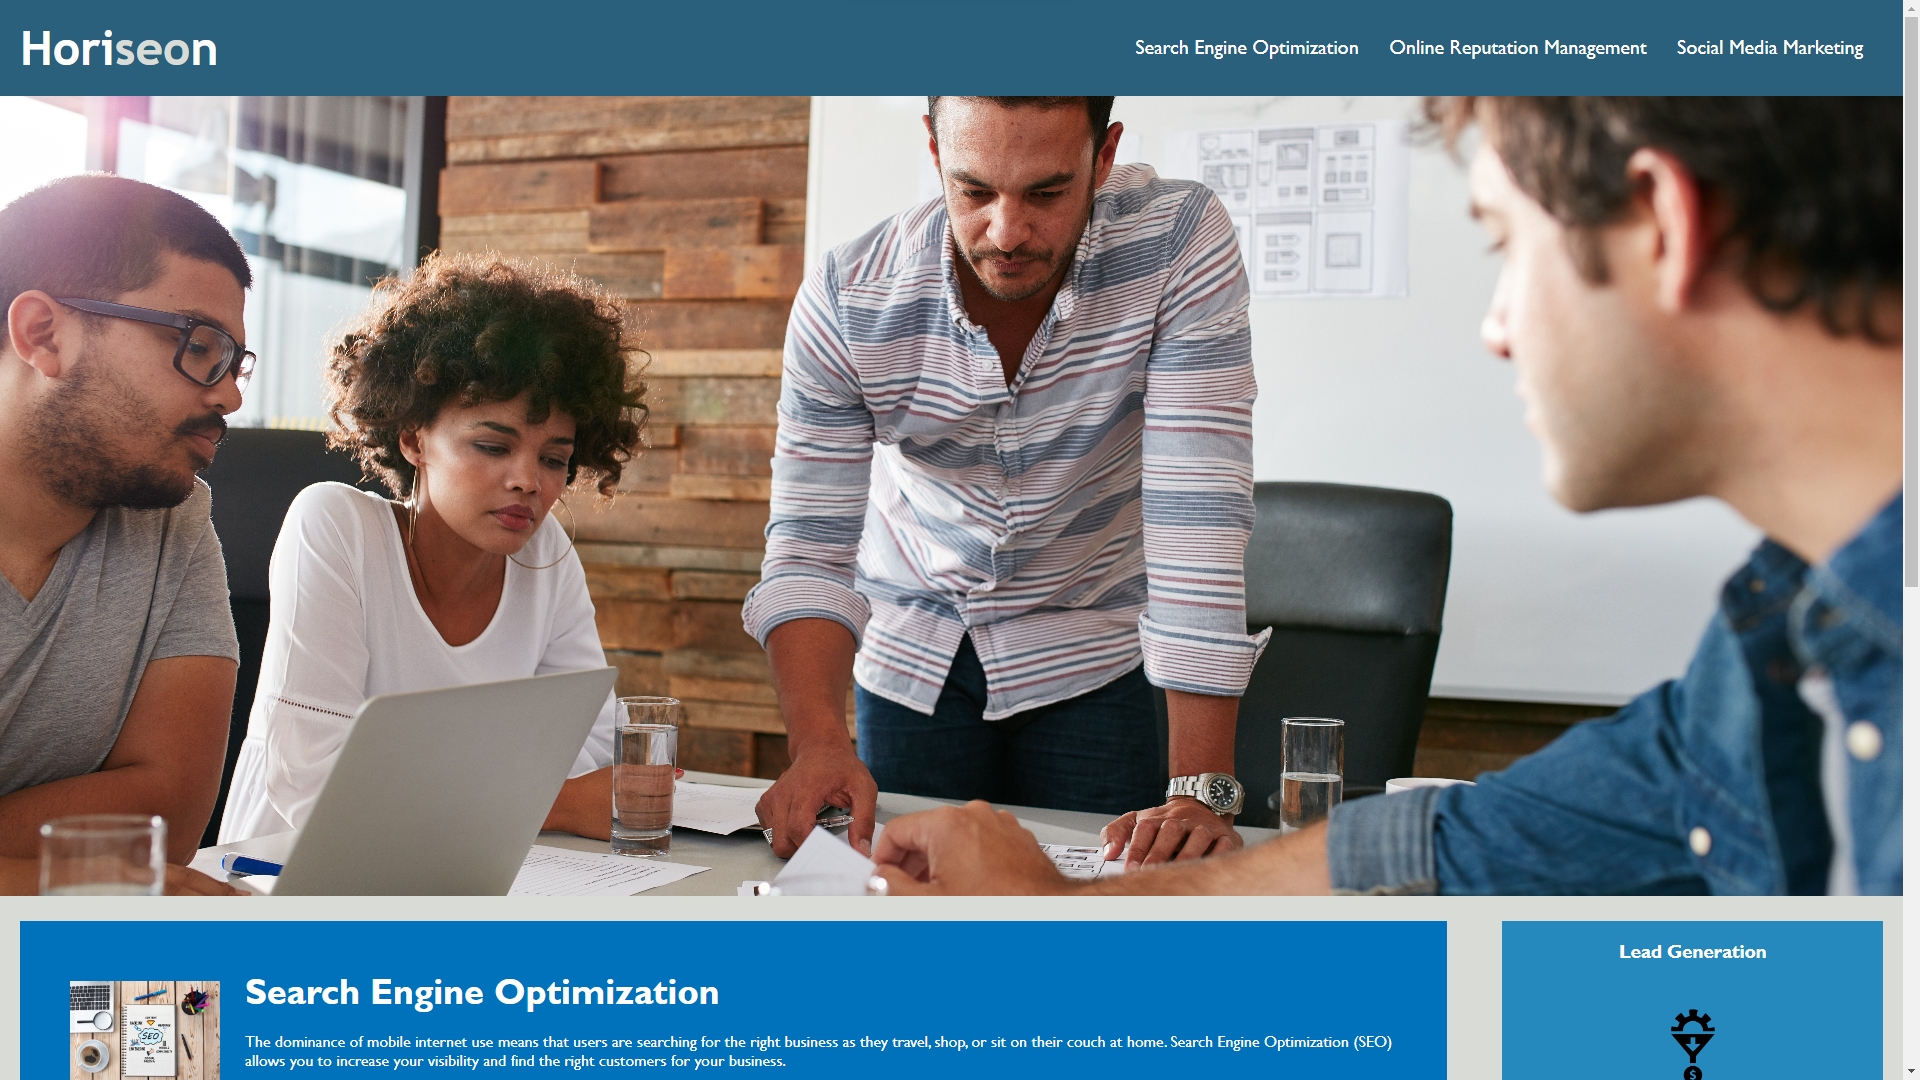 Horiseon
Search Engine Optimization
Online Reputation Management
Social Media Marketing
Search Engine Optimization
The dominance of mobile internet use means that users are searching for the right business as they travel, shop, or sit on their couch at home. Search Engine Optimization (SEO)
allows you to increase your visibility and find the right customers for your business.
SEO
Lead Generation
$